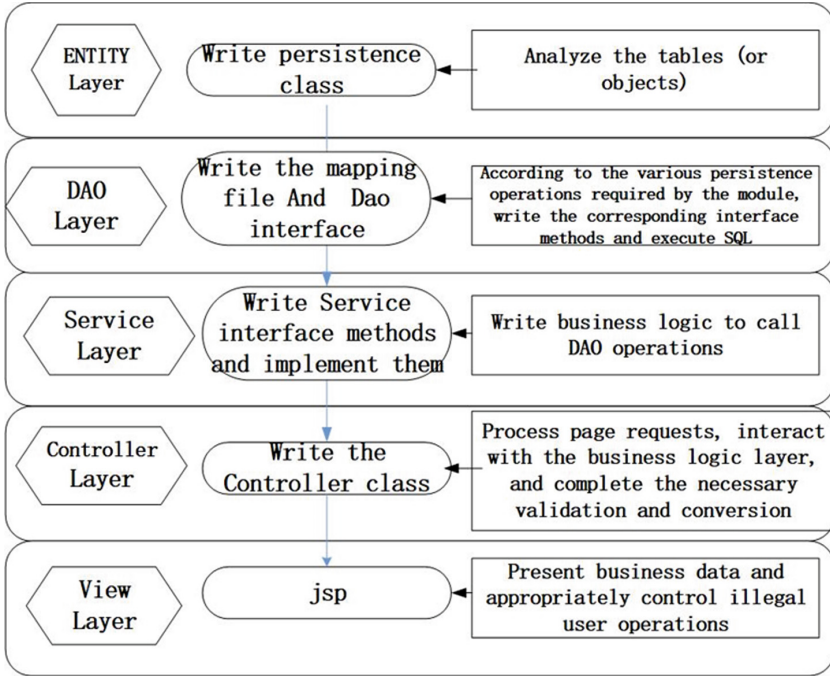 ENTITY
Layer
Write persistence
class
Analyze the tables (or
objects)
DAO
Layer
Write the mapping
file And Dao
interface
According to the various persistence
operations required by the module,
write the corresponding interface
methods and execute SQL
Service
Layer
Write Service
interface methods
and implement them
Write business logic to call
DAO operations
Controller
Layer
Write the
Controller class
Process page requests, interact
with the business logic layer,
and complete the necessary
validation and conversion
View
Layer
jsp
Present business data and
appropriately control illegal
user operations